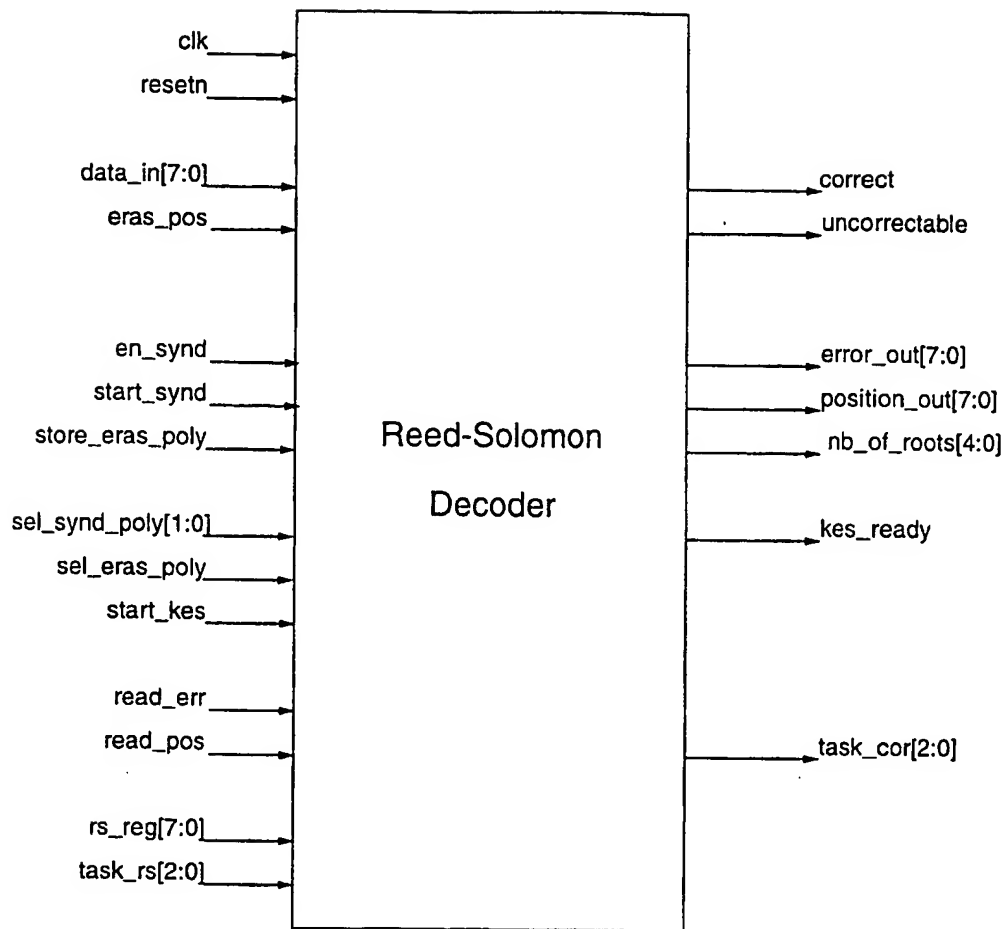 clk
resetn
data_in[7:0]
eras_pos
en_synd
start_synd
store_eras_poly
sel_synd_poly[1:0]
sel_eras_poly
start_kes
read_err
read_pos
rs_reg[7:0]
task_rs[2:0]
Reed-Solomon
Decoder
correct
uncorrectable
error_out[7:0]
position_out[7:0]
nb_of_roots[4:0]
kes_ready
task_cor[2:0]